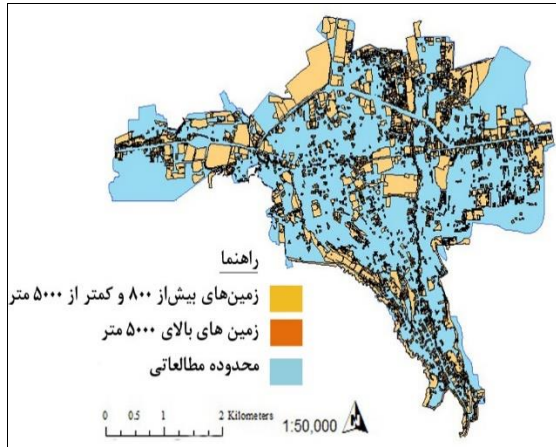 راهنما
زمین‌های بیش‌از ۸۰۰ و کمتر از ۵۰۰۰ متر
زمین های بالای ۵۰۰۰ متر
محدوده مطالعاتی
0 0.5 1 2 Kilometers
1:50,000